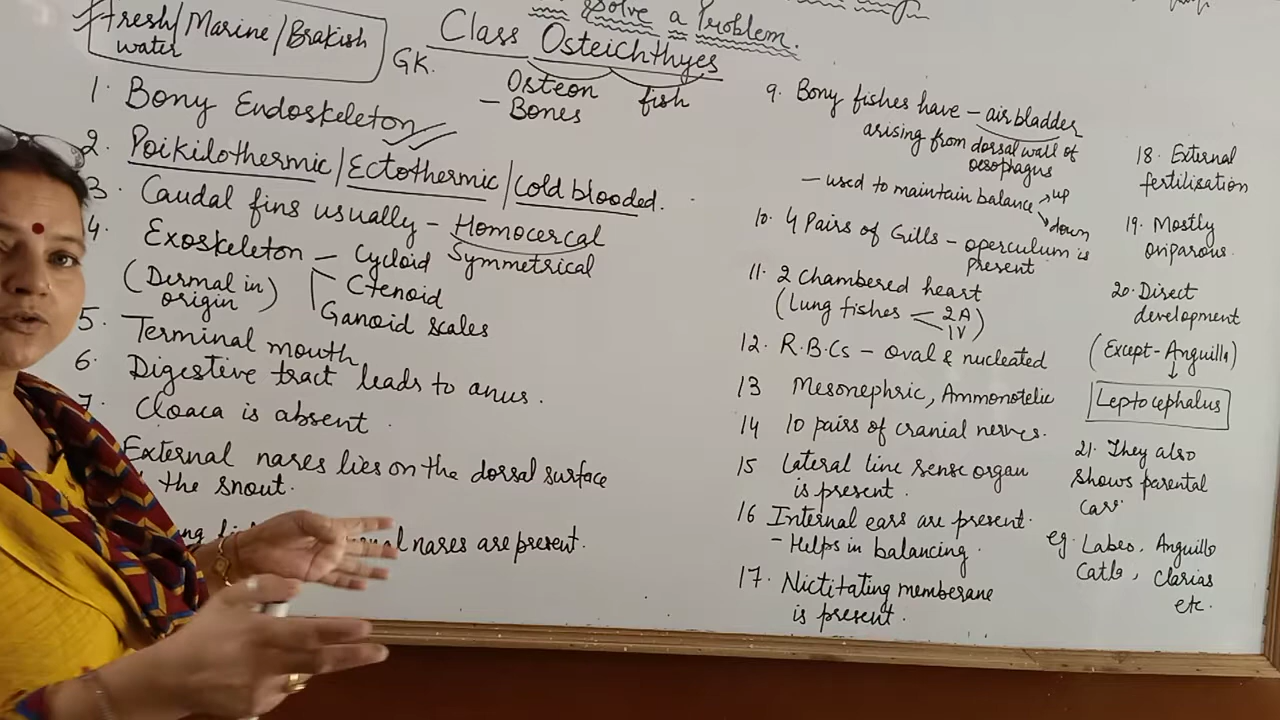 Solve a Problem.
Fresh/Marine/Brakish
water
GK.
Class Osteichthyes
Osteon fish
- Bones
1. Bony Endoskeleton
2. Poikilothermic/Ectothermic/Cold blooded.
3. Caudal fins usually - Homocercal
Symmetrical
4. Exoskeleton - Cycloid
(Dermal in origin) Ctenoid
Ganoid scales
5. Terminal mouth
6. Digestive tract leads to anus.
7. Cloaca is absent.
External nares lies on the dorsal surface
the snout.
nares are present.
9. Bony fishes have - air bladder
arising from dorsal wall of
oesophagus
- used to maintain balance up
down
10. 4 Pairs of Gills - operculum is
present
11. 2 Chambered heart
(Lung fishes 2A
1V)
12. R.B.Cs - oval & nucleated
13 Mesonephric, Ammonotelic
14 10 pairs of cranial nerves.
15 Lateral line sense organ
is present.
16 Internal ears are present.
- Helps in balancing.
17. Nictitating memberane
is present.
18. External
fertilisation
19. Mostly
oviparous.
20. Direct
development
(Except - Anguilla)
Leptocephalus
21. They also
shows parental
eg. Labeo, Anguilla
Catla, Clarias
etc.